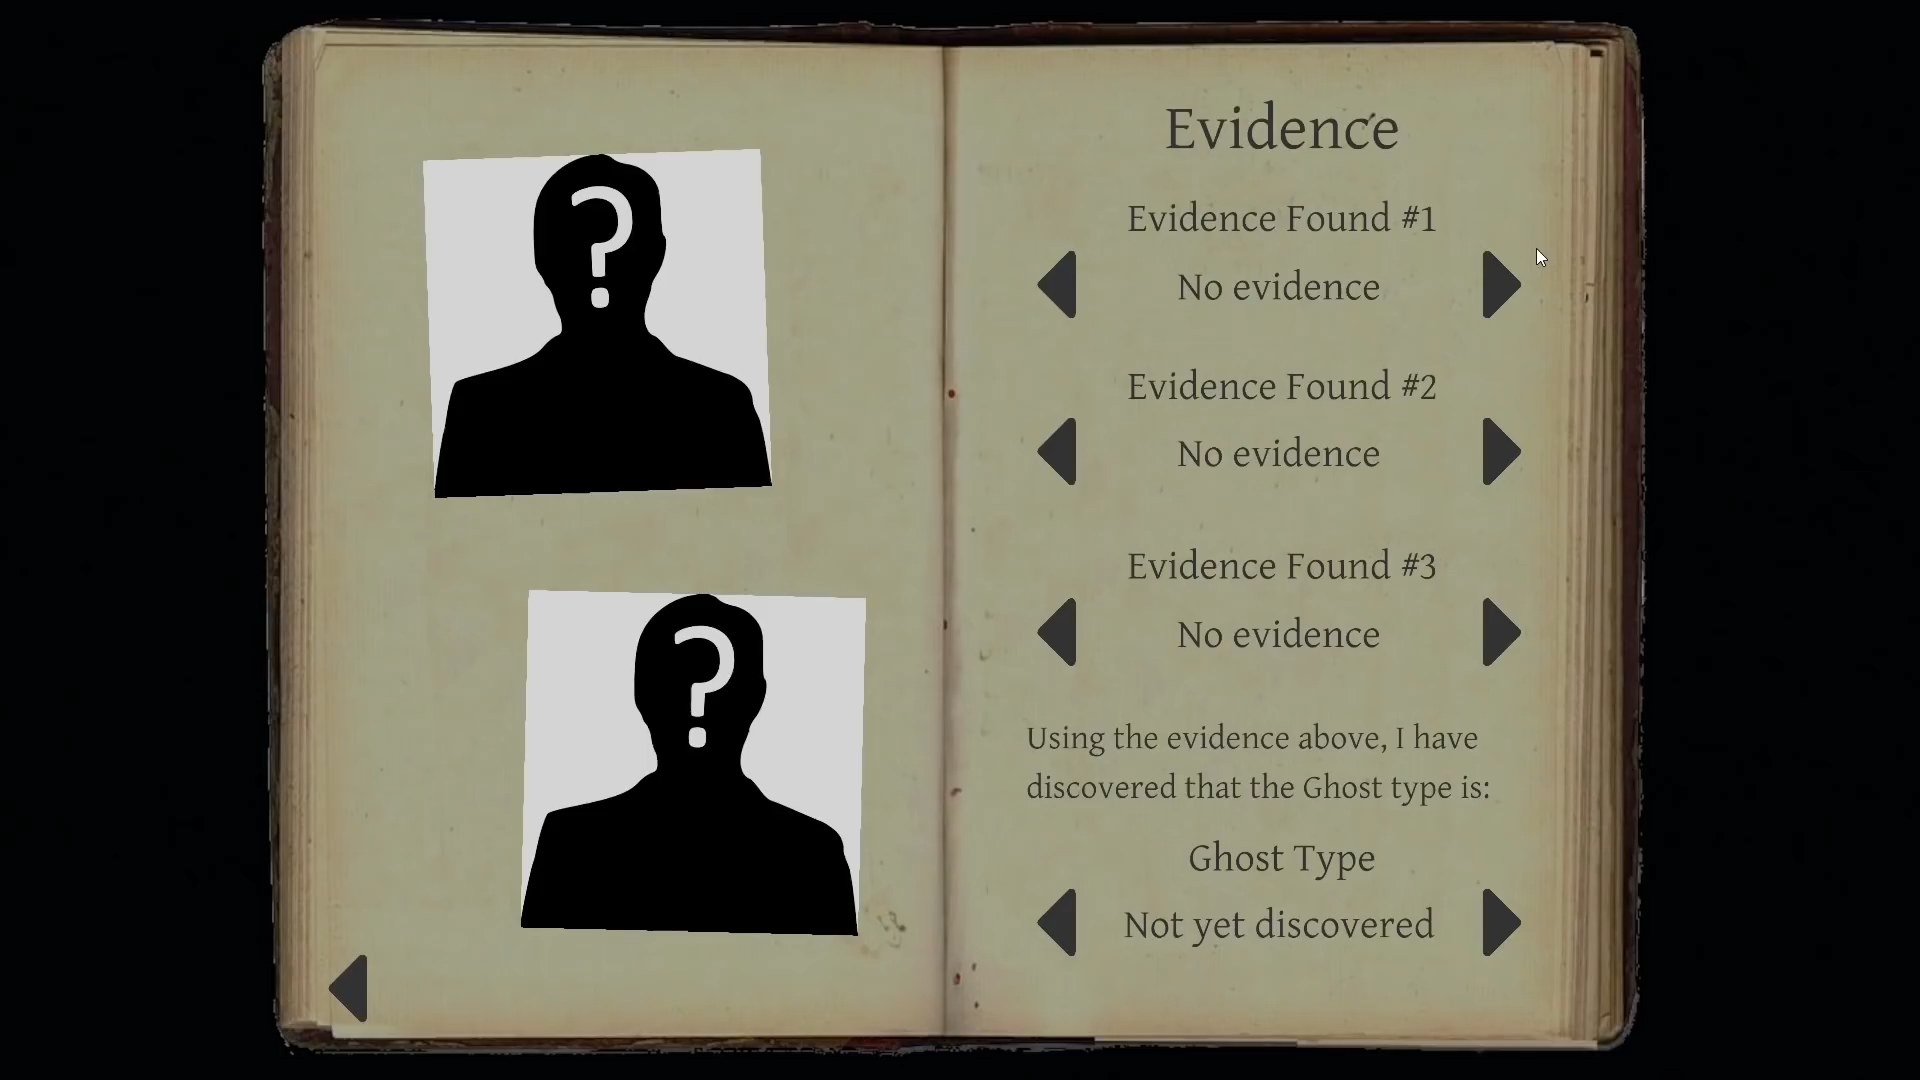 ?
?
Evidence
Evidence Found #1
No evidence
Evidence Found #2
No evidence
Evidence Found #3
No evidence
Using the evidence above, I have
discovered that the Ghost type is:
Ghost Type
Not yet discovered